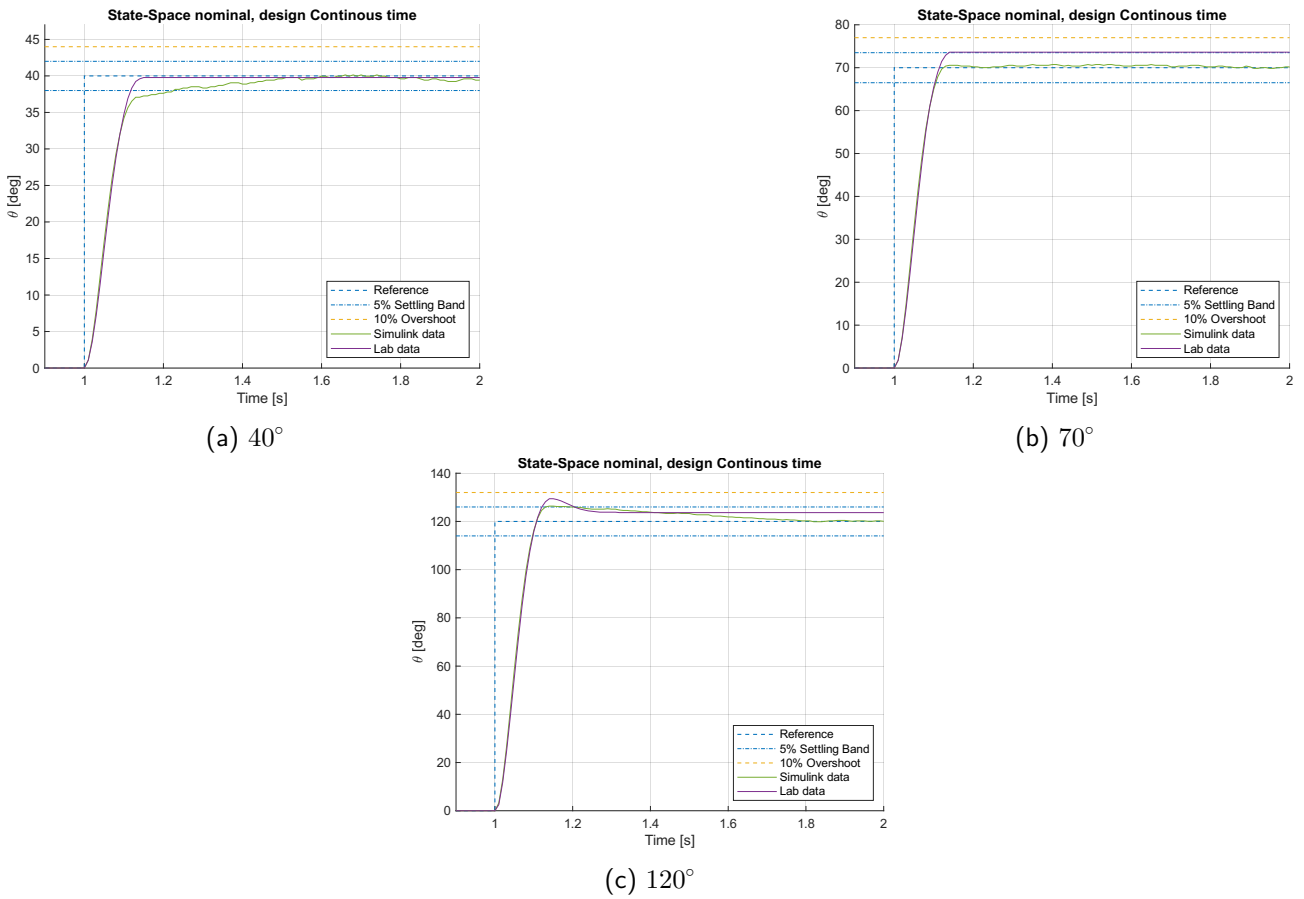 State-Space nominal, design Continous time
45
40
35
30
25
20
15
10
5
0
θ [deg]
1
1.2
1.4
1.6
1.8
2
Time [s]
Reference
5% Settling Band
10% Overshoot
Simulink data
Lab data
(a) 40°
State-Space nominal, design Continous time
80
70
60
50
40
30
20
10
0
θ [deg]
1
1.2
1.4
1.6
1.8
2
Time [s]
Reference
5% Settling Band
10% Overshoot
Simulink data
Lab data
(b) 70°
State-Space nominal, design Continous time
140
120
100
80
60
40
20
0
θ [deg]
1
1.2
1.4
1.6
1.8
2
Time [s]
Reference
5% Settling Band
10% Overshoot
Simulink data
Lab data
(c) 120°